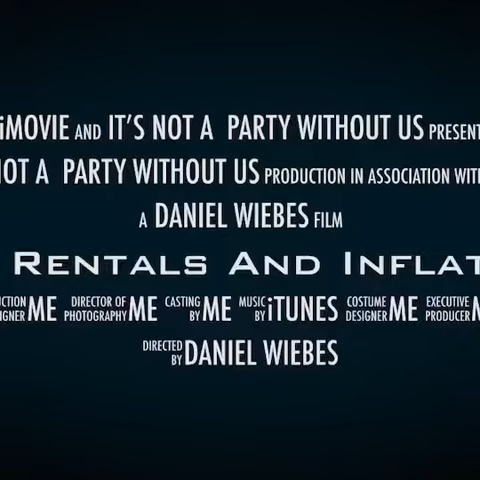 iMOVIE AND IT'S NOT A PARTY WITHOUT US PRESENT
NOT A PARTY WITHOUT US PRODUCTION IN ASSOCIATION WITH
A DANIEL WIEBES FILM
RENTALS AND INFLAT
UCTION IGNER ME DIRECTOR OF PHOTOGRAPHY ME CASTING BY ME MUSIC BY iTUNES COSTUME DESIGNER ME EXECUTIVE PRODUCER M
DIRECTED BY DANIEL WIEBES